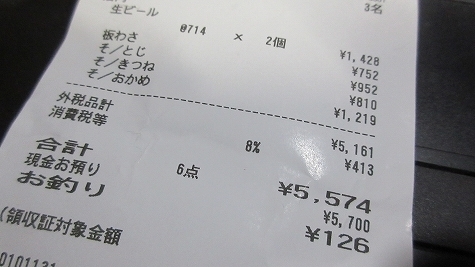 3名
生ビール
@714 × 2個 ¥1,428
板わさ ¥752
そ/とじ ¥952
そ/きつね ¥810
そ/おかめ ¥1,219
外税品計 ¥5,161
消費税等 8% ¥413
合計 6点 ¥5,574
現金お預り ¥5,700
お釣り ¥126
(領収証対象金額